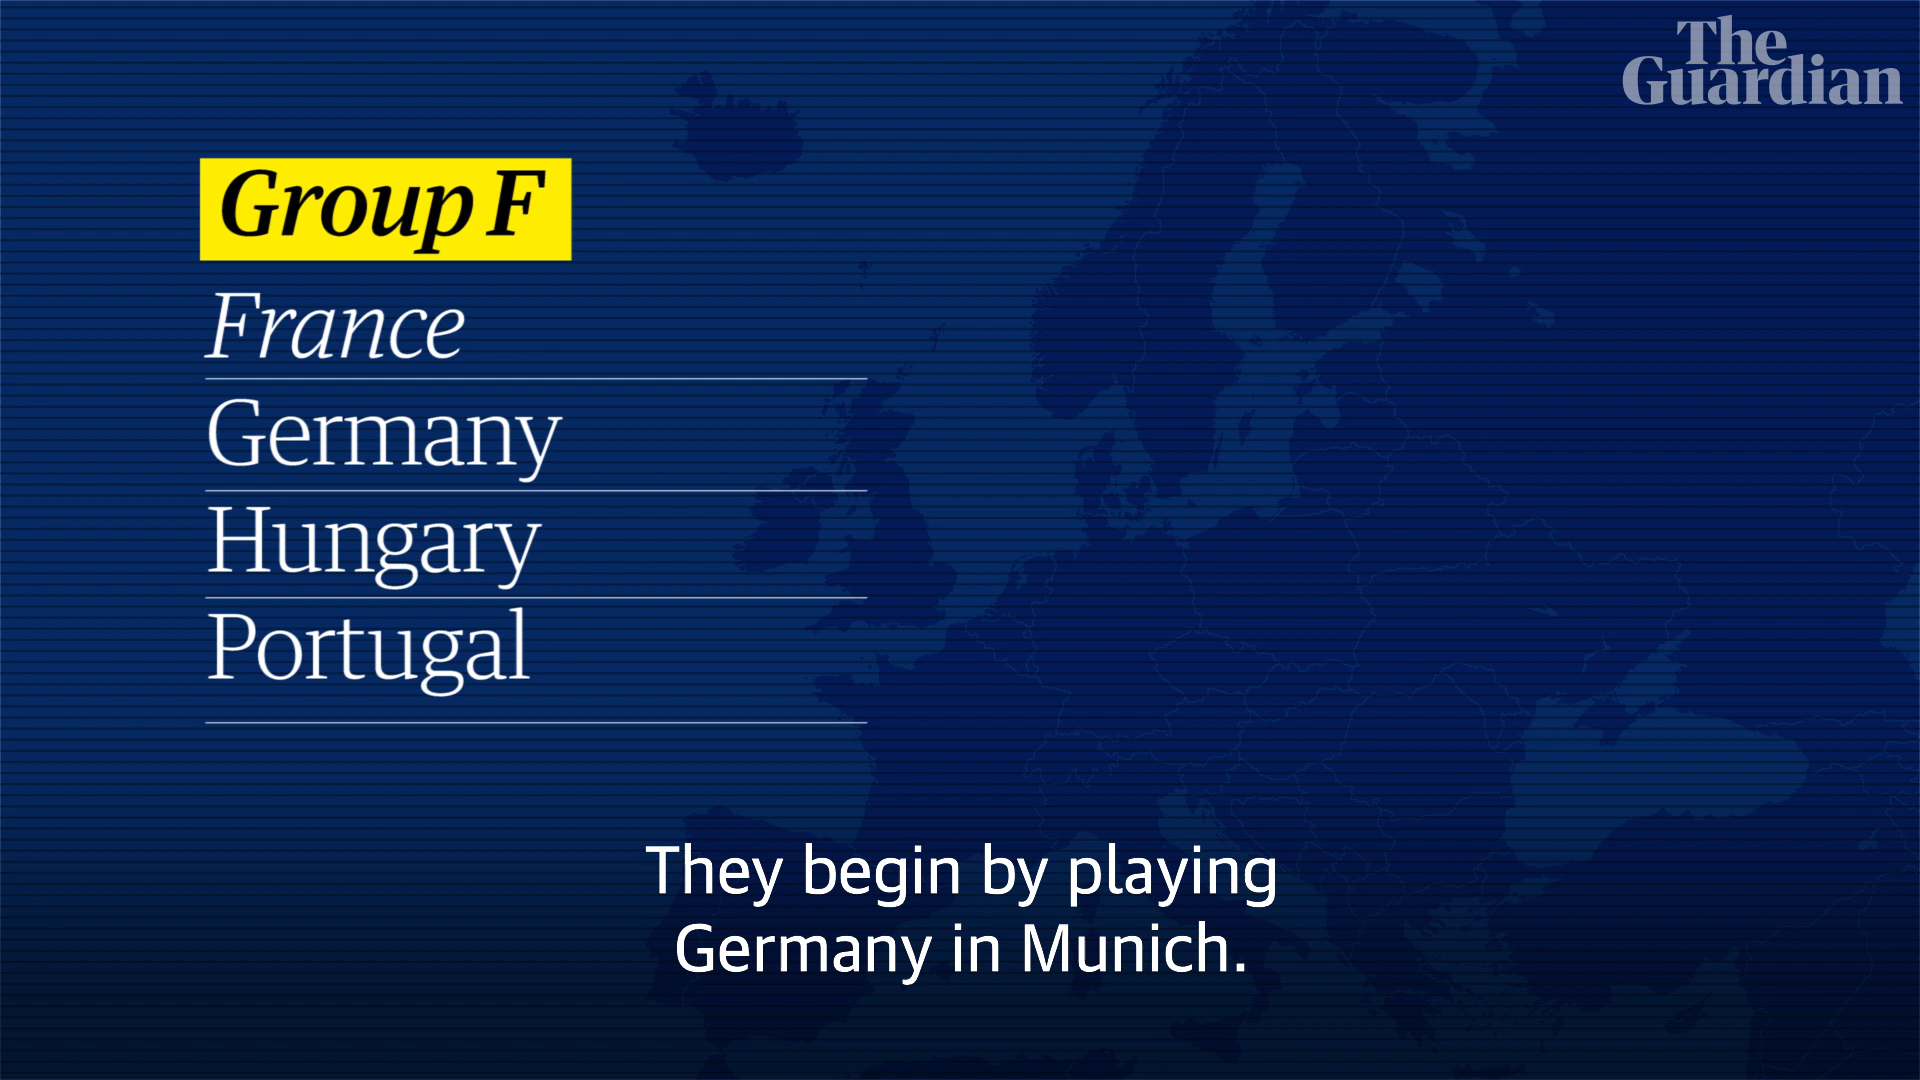 The
Guardian
Group F
France
Germany
Hungary
Portugal
They begin by playing
Germany in Munich.